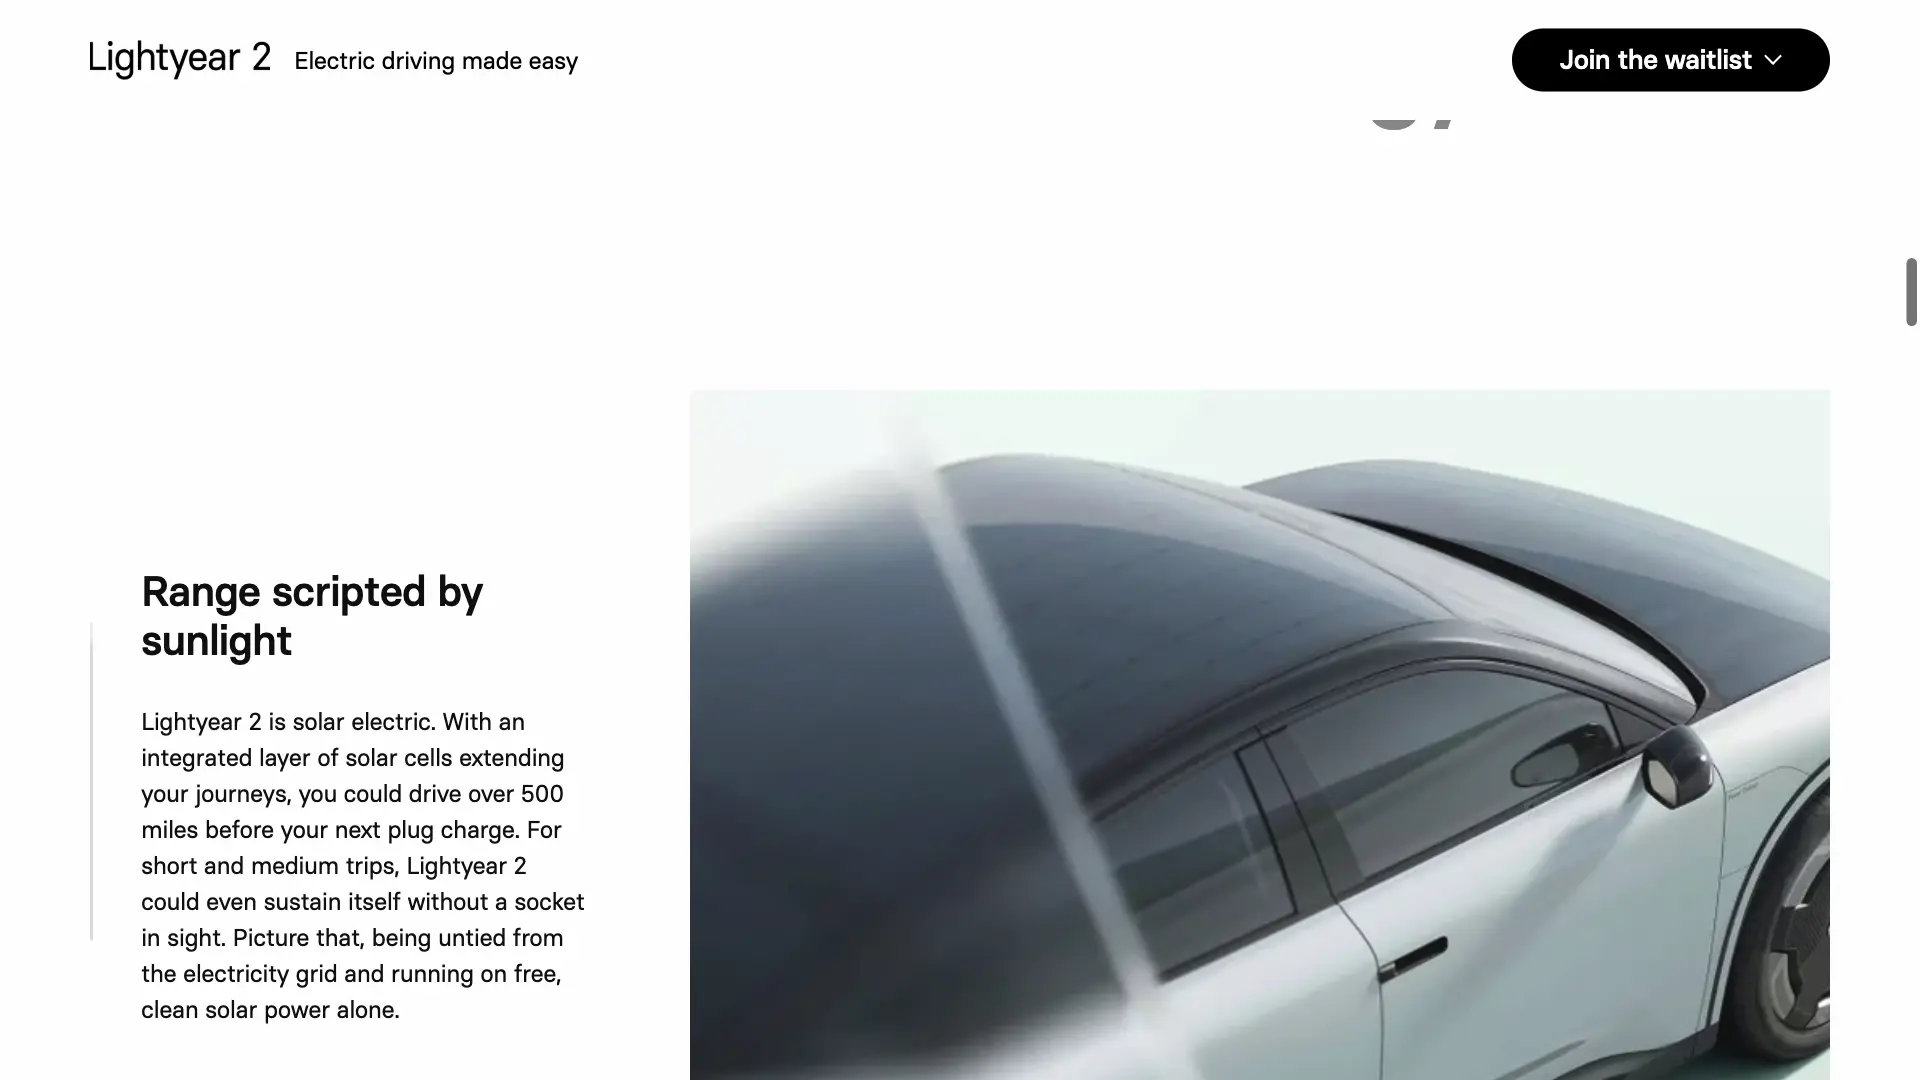 Lightyear 2 Electric driving made easy
Join the waitlist
Range scripted by
sunlight
Lightyear 2 is solar electric. With an
integrated layer of solar cells extending
your journeys, you could drive over 500
miles before your next plug charge. For
short and medium trips, Lightyear 2
could even sustain itself without a socket
in sight. Picture that, being untied from
the electricity grid and running on free,
clean solar power alone.